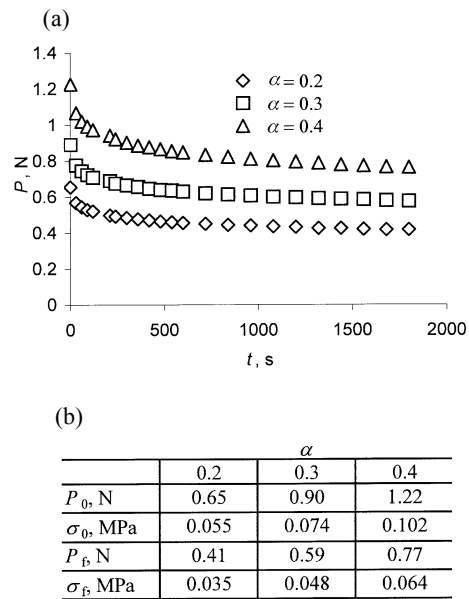 (a)
1.4
1.2
1
0.8
0.6
0.4
0.2
0
P, N
α = 0.2
α = 0.3
α = 0.4
0 500 1000 1500 2000
t, s
(b)
α
0.2 0.3 0.4
P0, N 0.65 0.90 1.22
σ0, MPa 0.055 0.074 0.102
Pf, N 0.41 0.59 0.77
σf, MPa 0.035 0.048 0.064